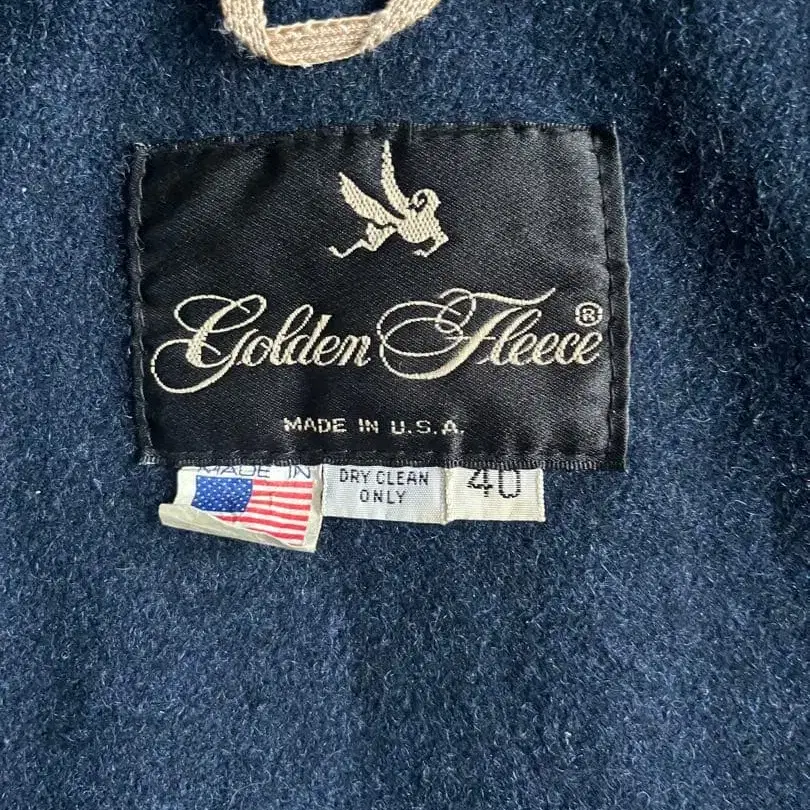 Golden Fleece®
MADE IN U.S.A.
MADE IN
DRY CLEAN
ONLY
40